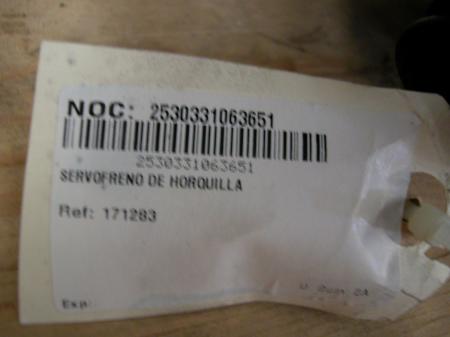 NOC: 2530331063651
2530331063651
SERVOFRENO DE HORQUILLA
Ref: 171283
Exp: